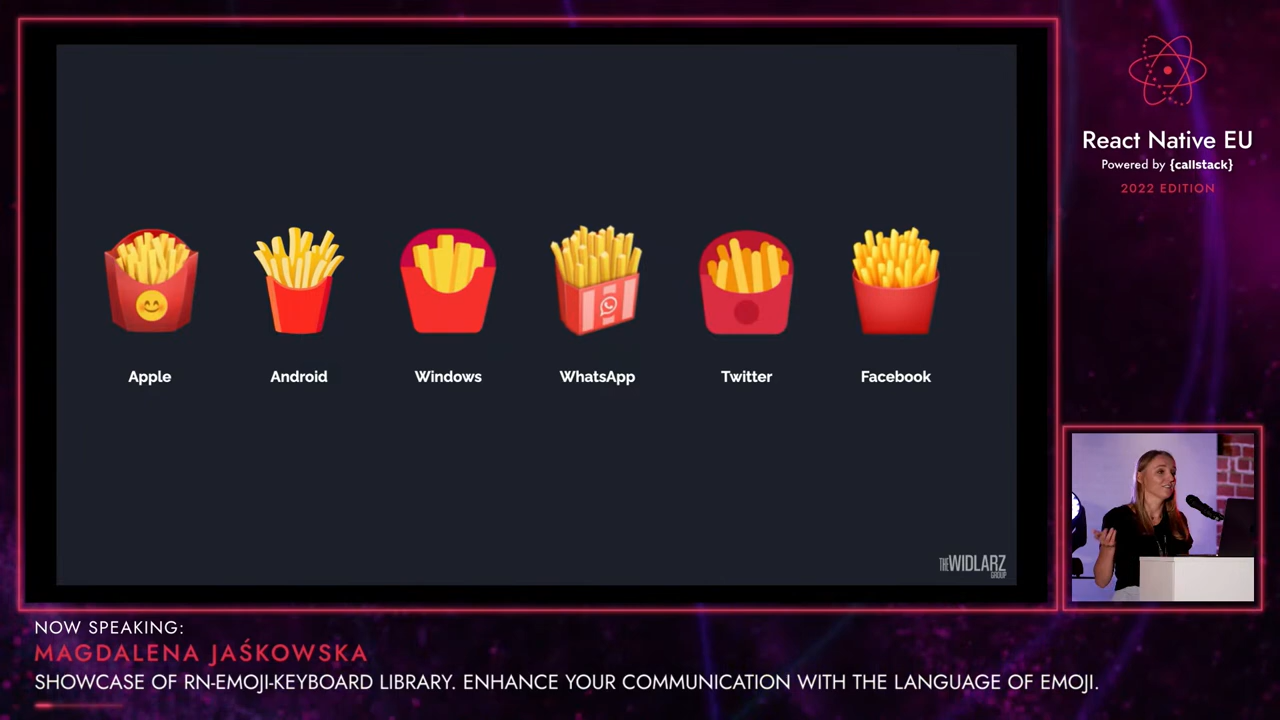 React Native EU
Powered by {callstack}
2022 EDITION
Apple
Android
Windows
WhatsApp
Twitter
Facebook
THE WIDLARZ
GROUP
NOW SPEAKING:
MAGDALENA JAŚKOWSKA
SHOWCASE OF RN-EMOJI-KEYBOARD LIBRARY. ENHANCE YOUR COMMUNICATION WITH THE LANGUAGE OF EMOJI.